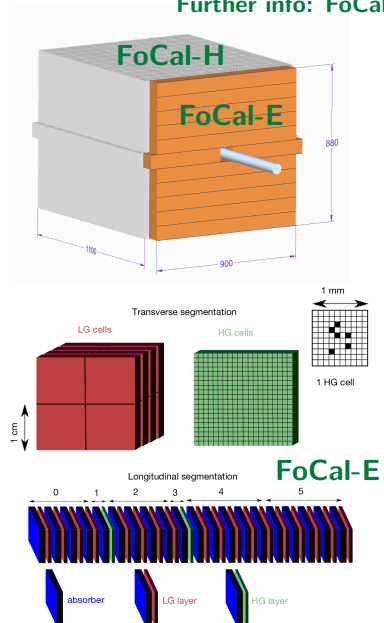 Further info: FoCal
FoCal-H
FoCal-E
880
1100
900
1 mm
Transverse segmentation
LG cells
HG cells
1 HG cell
1 cm
Longitudinal segmentation
FoCal-E
0 1 2 3 4 5
absorber
LG layer
HG layer